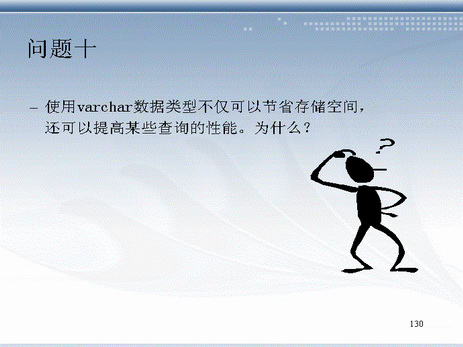 问题十
– 使用varchar数据类型不仅可以节省存储空间，
还可以提高某些查询的性能。为什么？
?
130